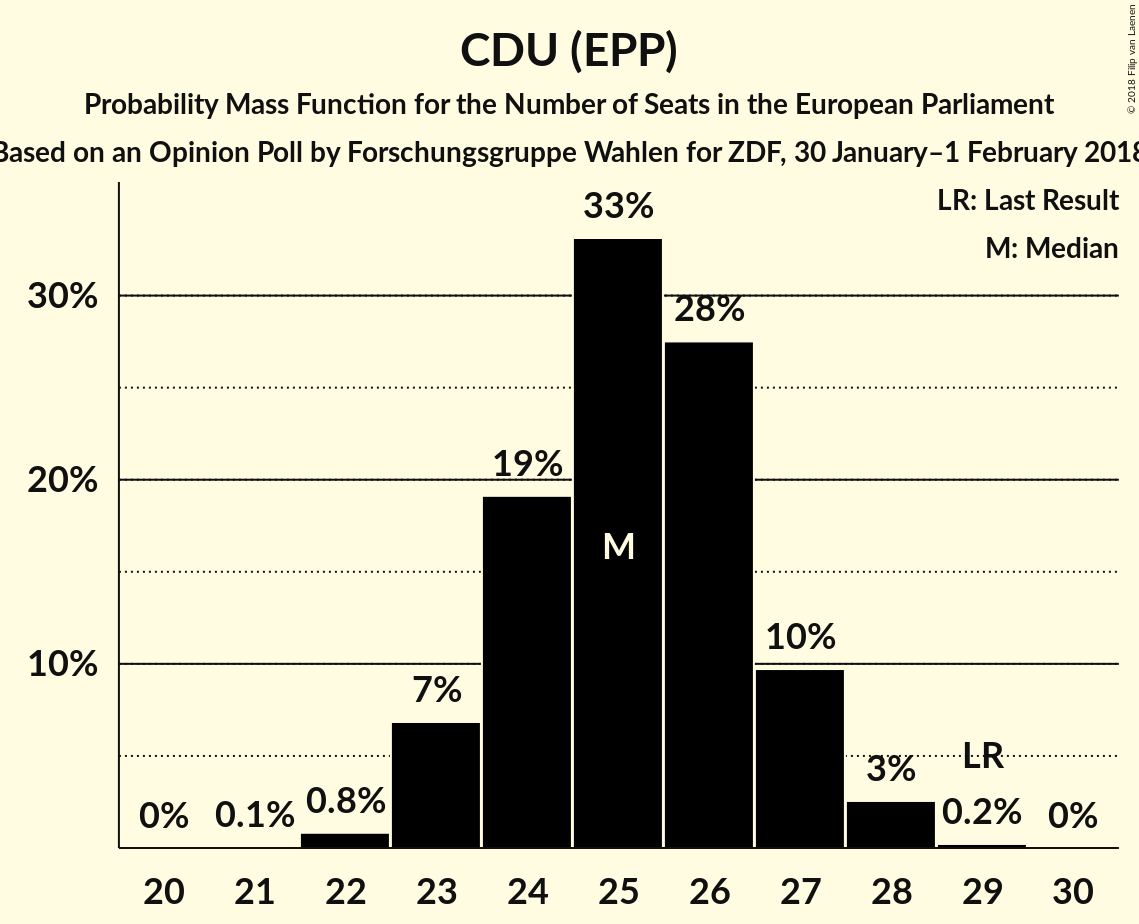 CDU (EPP)
Probability Mass Function for the Number of Seats in the European Parliament
Based on an Opinion Poll by Forschungsgruppe Wahlen for ZDF, 30 January–1 February 2018
© 2018 Filip van Laenen
LR: Last Result
M: Median
33%
30%
28%
20%
19%
M
10%
10%
7%
LR
3%
0%
0.1%
0.8%
0.2%
0%
20 21 22 23 24 25 26 27 28 29 30